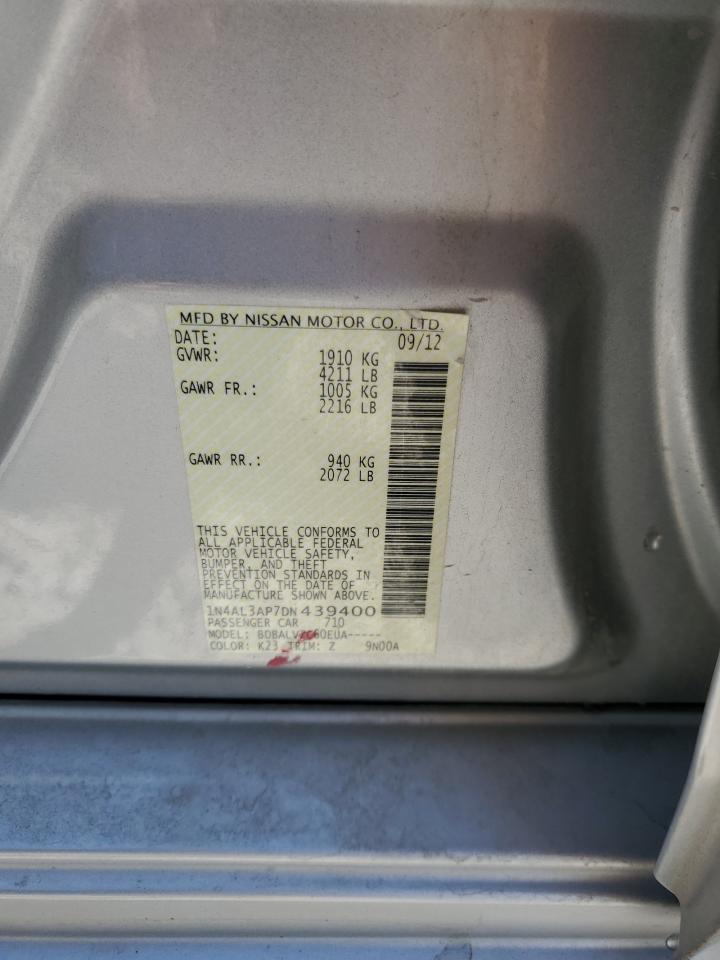 MFD BY NISSAN MOTOR CO., LTD.
DATE: 09/12
GVWR: 1910 KG
4211 LB
GAWR FR.: 1005 KG
2216 LB
GAWR RR.: 940 KG
2072 LB
THIS VEHICLE CONFORMS TO
ALL APPLICABLE FEDERAL
MOTOR VEHICLE SAFETY,
BUMPER, AND THEFT
PREVENTION STANDARDS IN
EFFECT ON THE DATE OF
MANUFACTURE SHOWN ABOVE.
1N4AL3AP7DN439400
PASSENGER CAR 710
MODEL:
COLOR: K23 TRIM: Z 9N00A